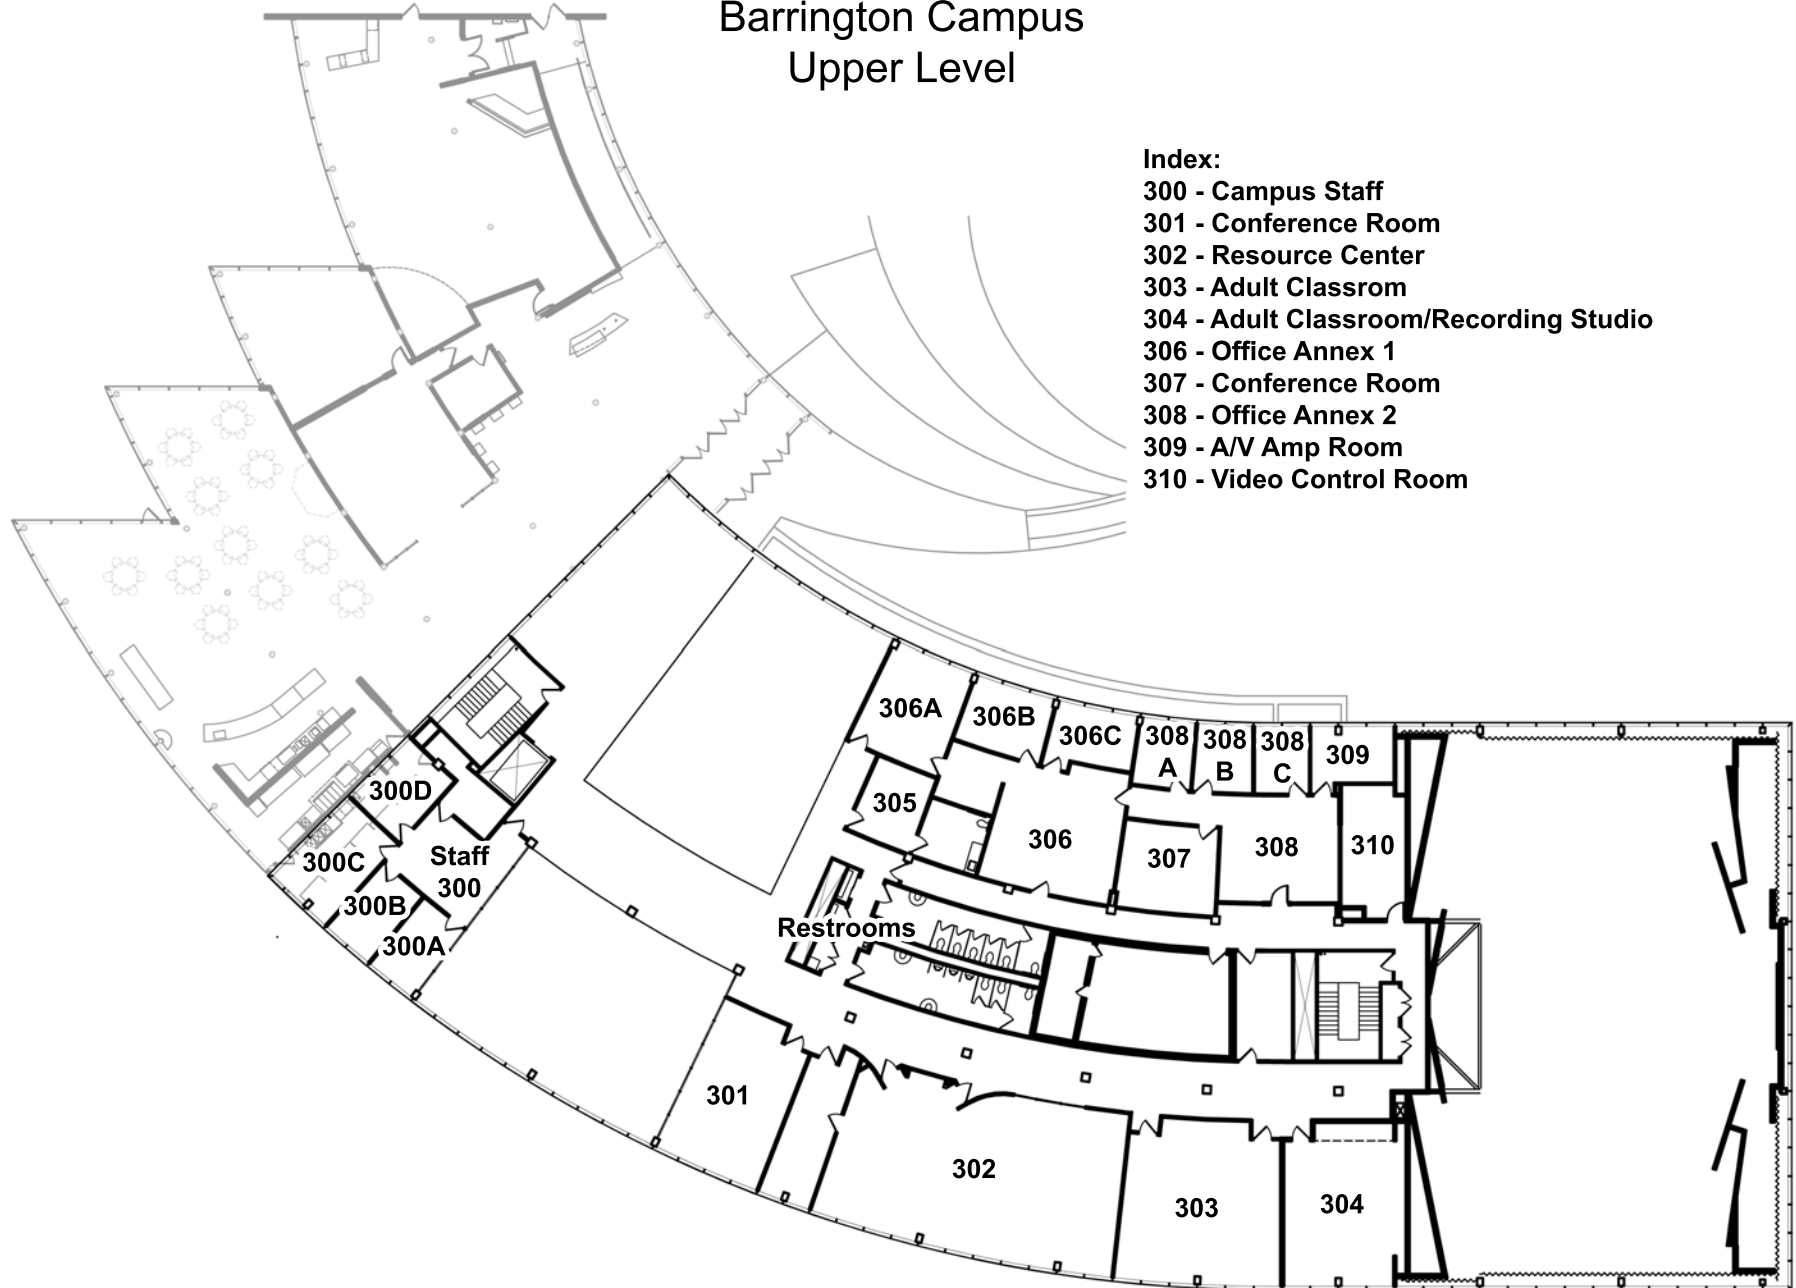 Barrington Campus
Upper Level
Index:
300 - Campus Staff
301 - Conference Room
302 - Resource Center
303 - Adult Classrom
304 - Adult Classroom/Recording Studio
306 - Office Annex 1
307 - Conference Room
308 - Office Annex 2
309 - A/V Amp Room
310 - Video Control Room
306A
306B
306C
308
A
308
B
308
C
309
300D
305
306
307
308
310
300C
Staff
300
300B
300A
Restrooms
301
302
303
304